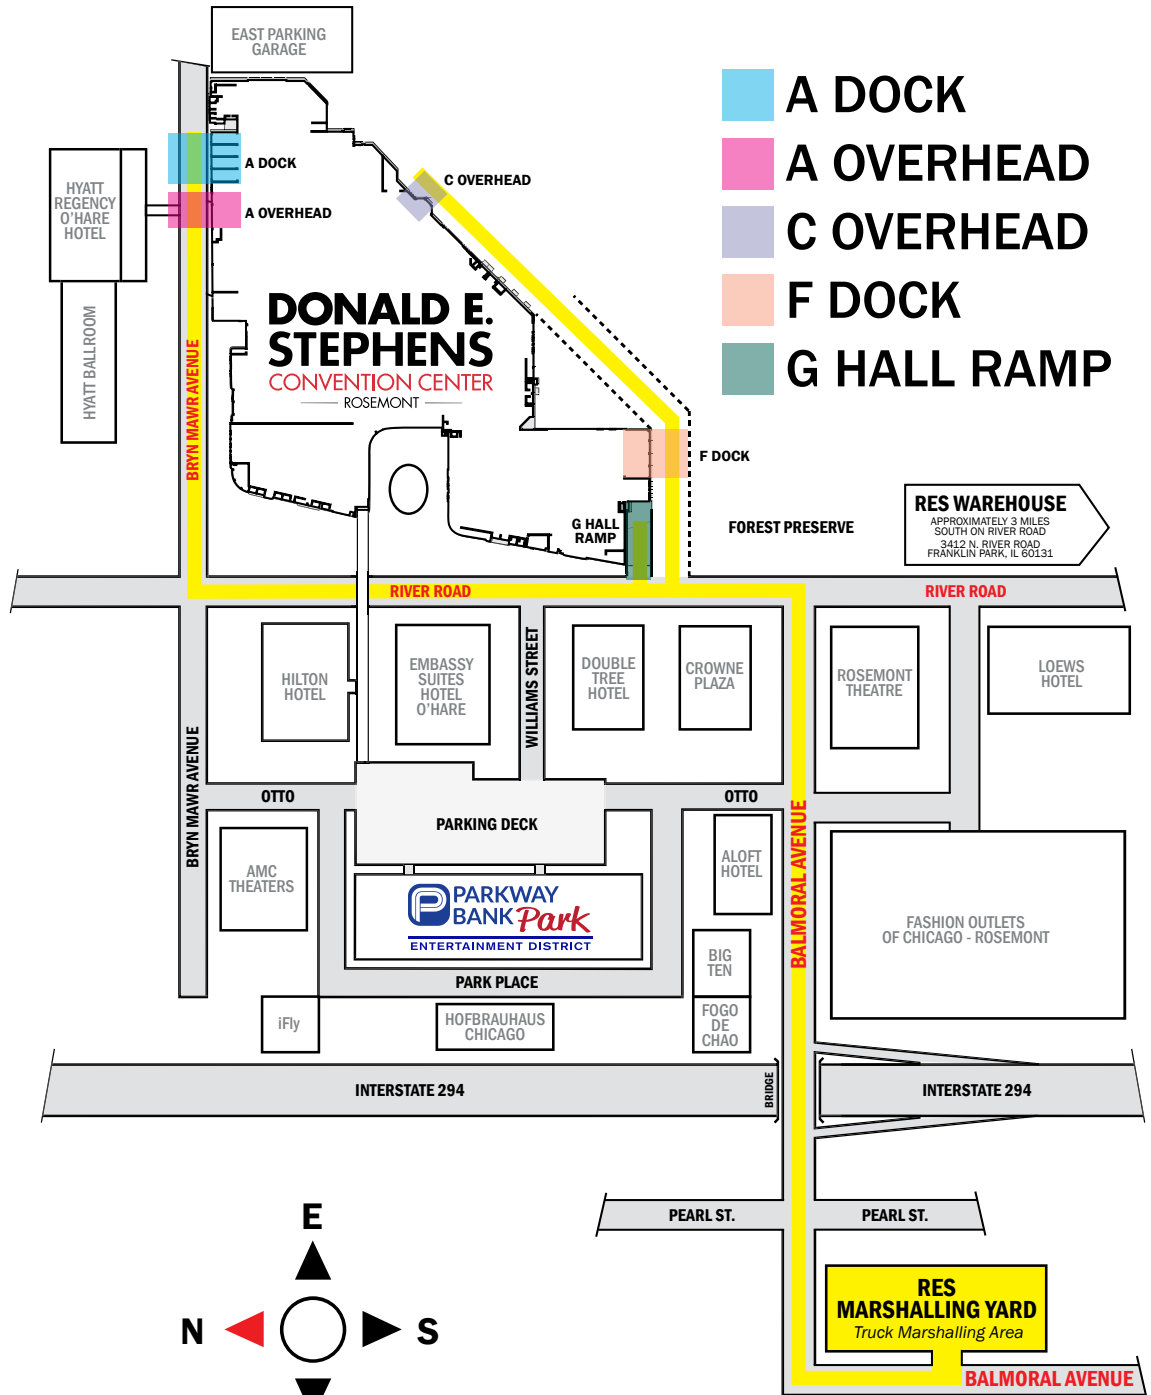 EAST PARKING
GARAGE
A DOCK
A OVERHEAD
C OVERHEAD
F DOCK
G HALL RAMP
A DOCK
C OVERHEAD
HYATT
REGENCY
O'HARE
HOTEL
A OVERHEAD
HYATT BALLROOM
BRYN MAWR AVENUE
DONALD E.
STEPHENS
CONVENTION CENTER
ROSEMONT
F DOCK
G HALL
RAMP
FOREST PRESERVE
RES WAREHOUSE
APPROXIMATELY 3 MILES
SOUTH ON RIVER ROAD
3412 N. RIVER ROAD
FRANKLIN PARK, IL 60131
RIVER ROAD
RIVER ROAD
HILTON
HOTEL
EMBASSY
SUITES
HOTEL
O'HARE
WILLIAMS STREET
DOUBLE
TREE
HOTEL
CROWNE
PLAZA
ROSEMONT
THEATRE
LOEWS
HOTEL
BRYN MAWR AVENUE
OTTO
OTTO
PARKING DECK
BALMORAL AVENUE
AMC
THEATERS
ALOFT
HOTEL
P PARKWAY
BANK Park
ENTERTAINMENT DISTRICT
FASHION OUTLETS
OF CHICAGO - ROSEMONT
BIG
TEN
PARK PLACE
iFly
HOFBRAUHAUS
CHICAGO
FOGO
DE
CHAO
INTERSTATE 294
BRIDGE
INTERSTATE 294
PEARL ST.
PEARL ST.
E
N
S
RES
MARSHALLING YARD
Truck Marshalling Area
BALMORAL AVENUE